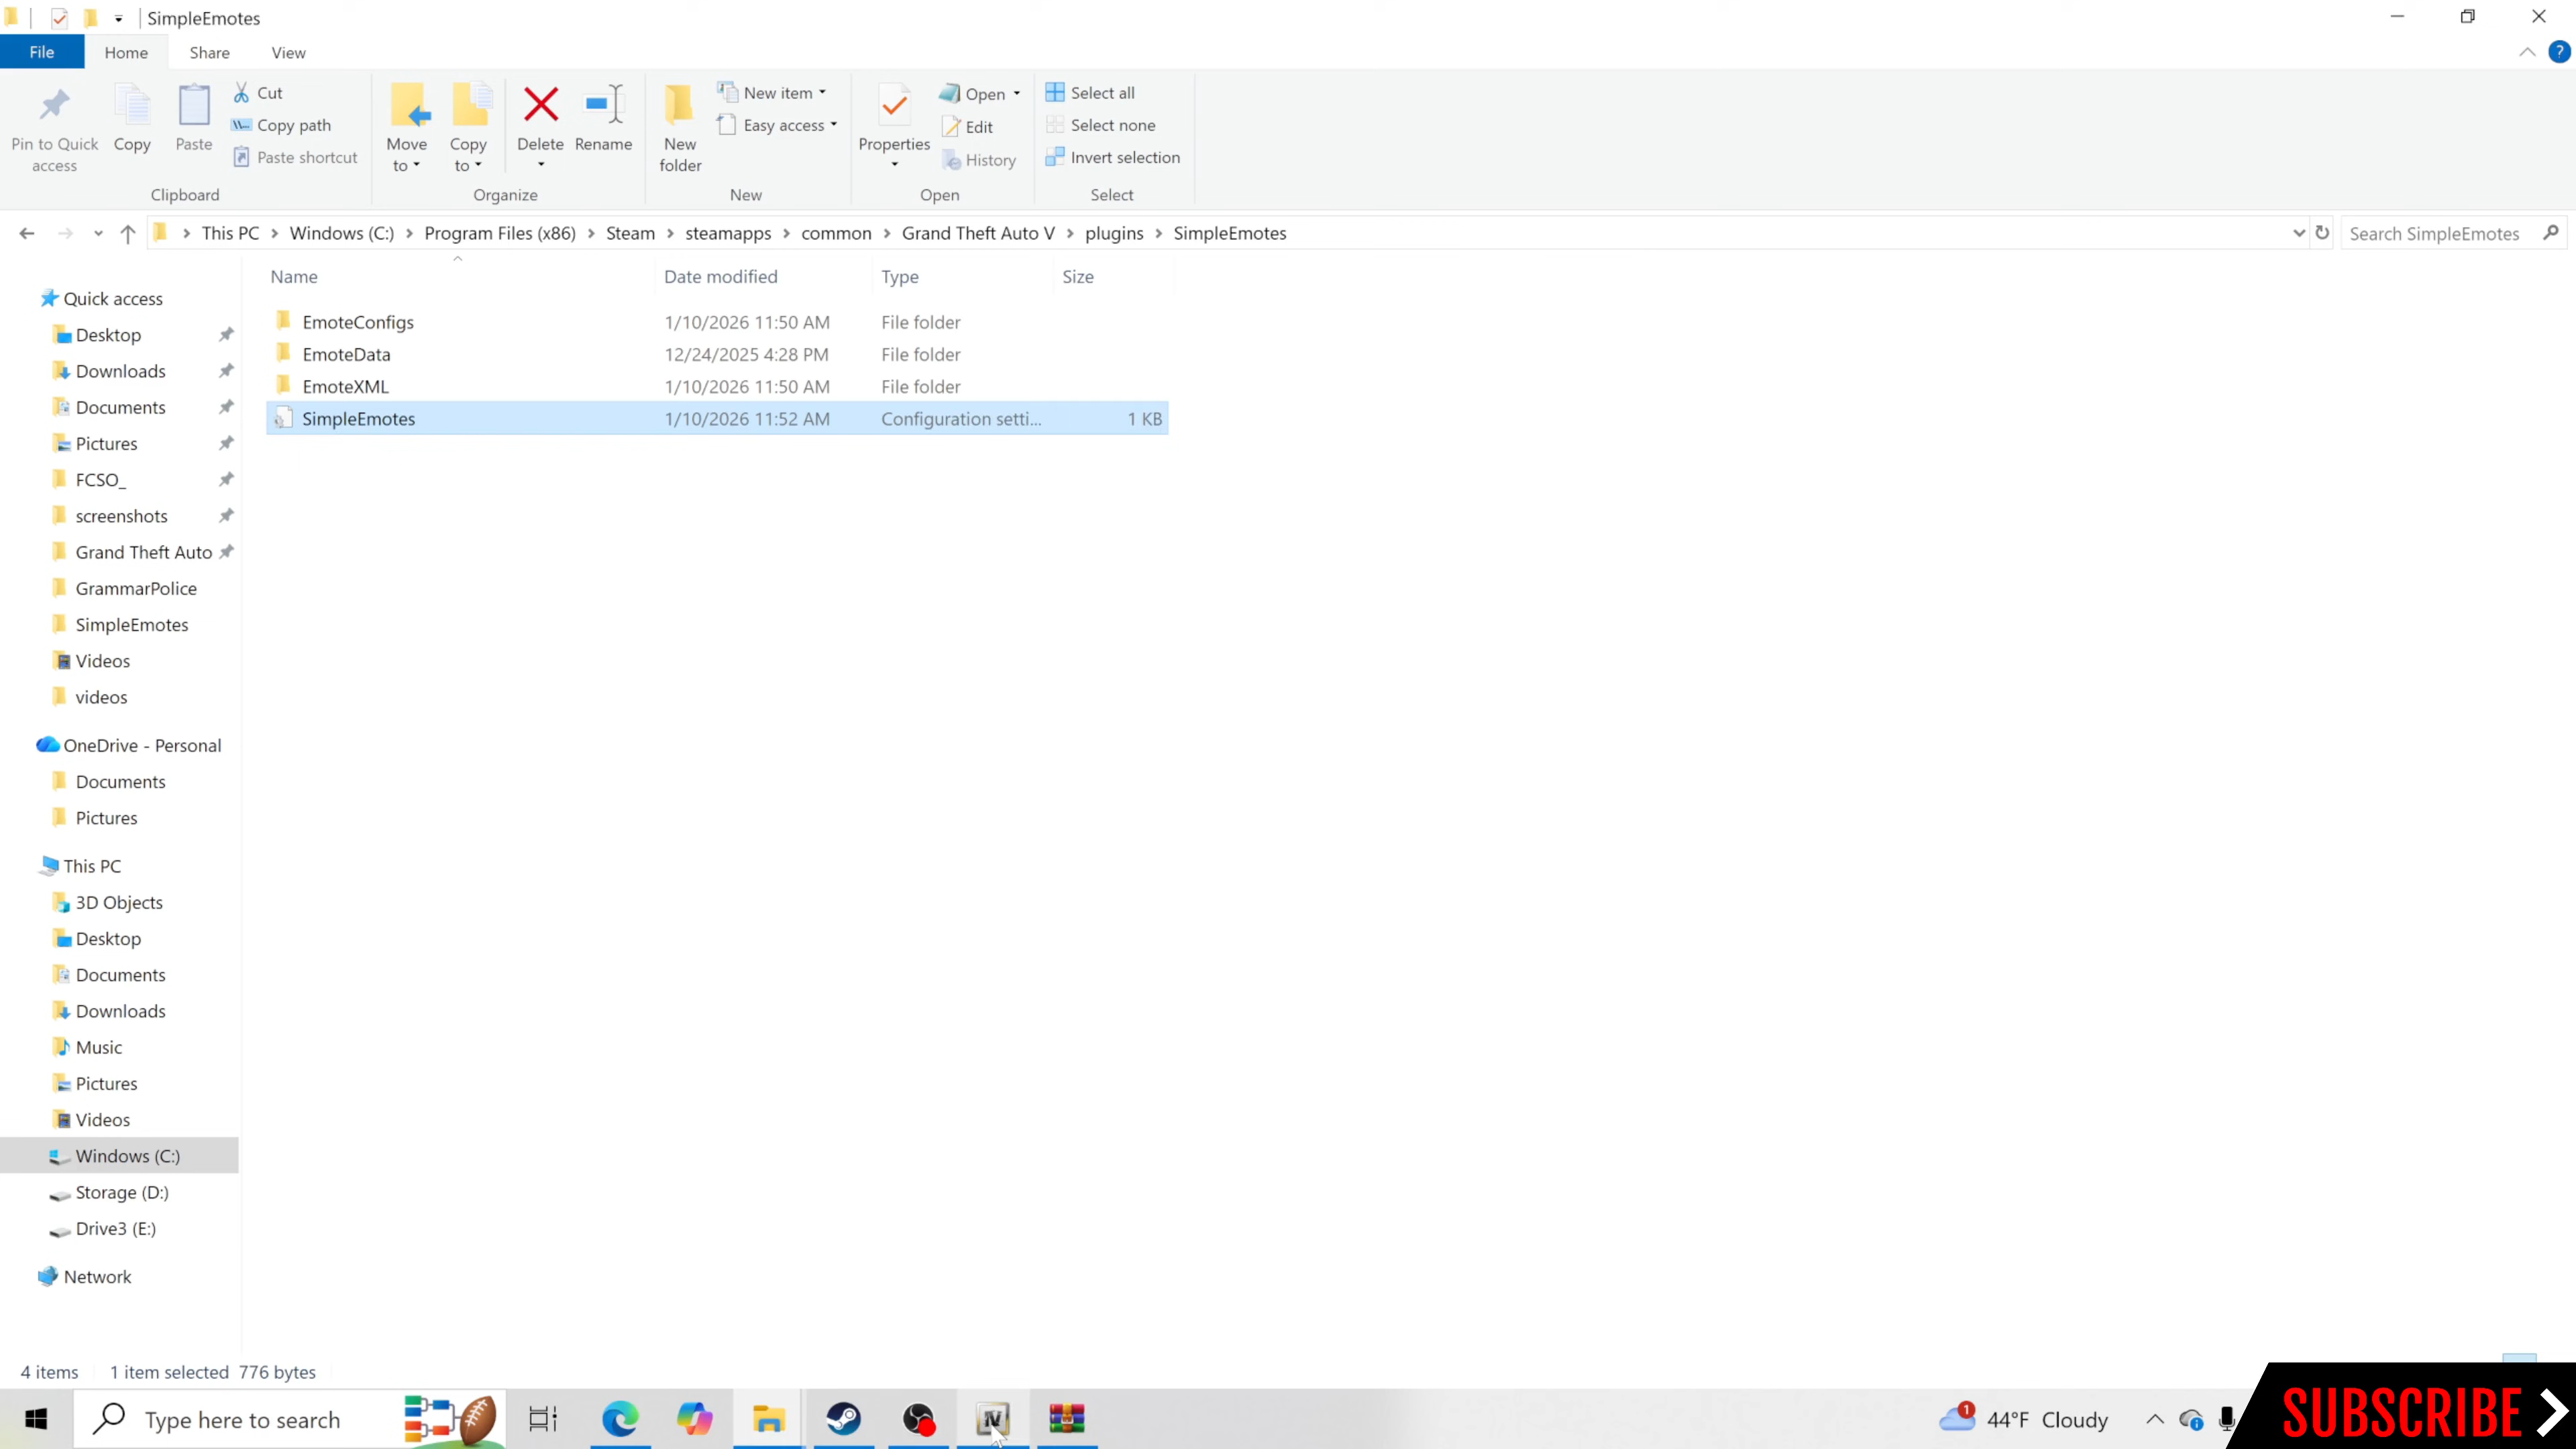 SimpleEmotes
File Home Share View
Pin to Quick access
Copy
Paste
Cut
Copy path
Paste shortcut
Clipboard
Move to
Copy to
Delete
Rename
Organize
New folder
New item
Easy access
New
Properties
Open
Edit
History
Open
Select all
Select none
Invert selection
Select
This PC > Windows (C:) > Program Files (x86) > Steam > steamapps > common > Grand Theft Auto V > plugins > SimpleEmotes
Search SimpleEmotes
Name Date modified Type Size
EmoteConfigs 1/10/2026 11:50 AM File folder
EmoteData 12/24/2025 4:28 PM File folder
EmoteXML 1/10/2026 11:50 AM File folder
SimpleEmotes 1/10/2026 11:52 AM Configuration setti... 1 KB
Quick access
Desktop
Downloads
Documents
Pictures
FCSO_
screenshots
Grand Theft Auto
GrammarPolice
SimpleEmotes
Videos
videos
OneDrive - Personal
Documents
Pictures
This PC
3D Objects
Desktop
Documents
Downloads
Music
Pictures
Videos
Windows (C:)
Storage (D:)
Drive3 (E:)
Network
4 items 1 item selected 776 bytes
Type here to search
IV
1
44°F Cloudy
SUBSCRIBE